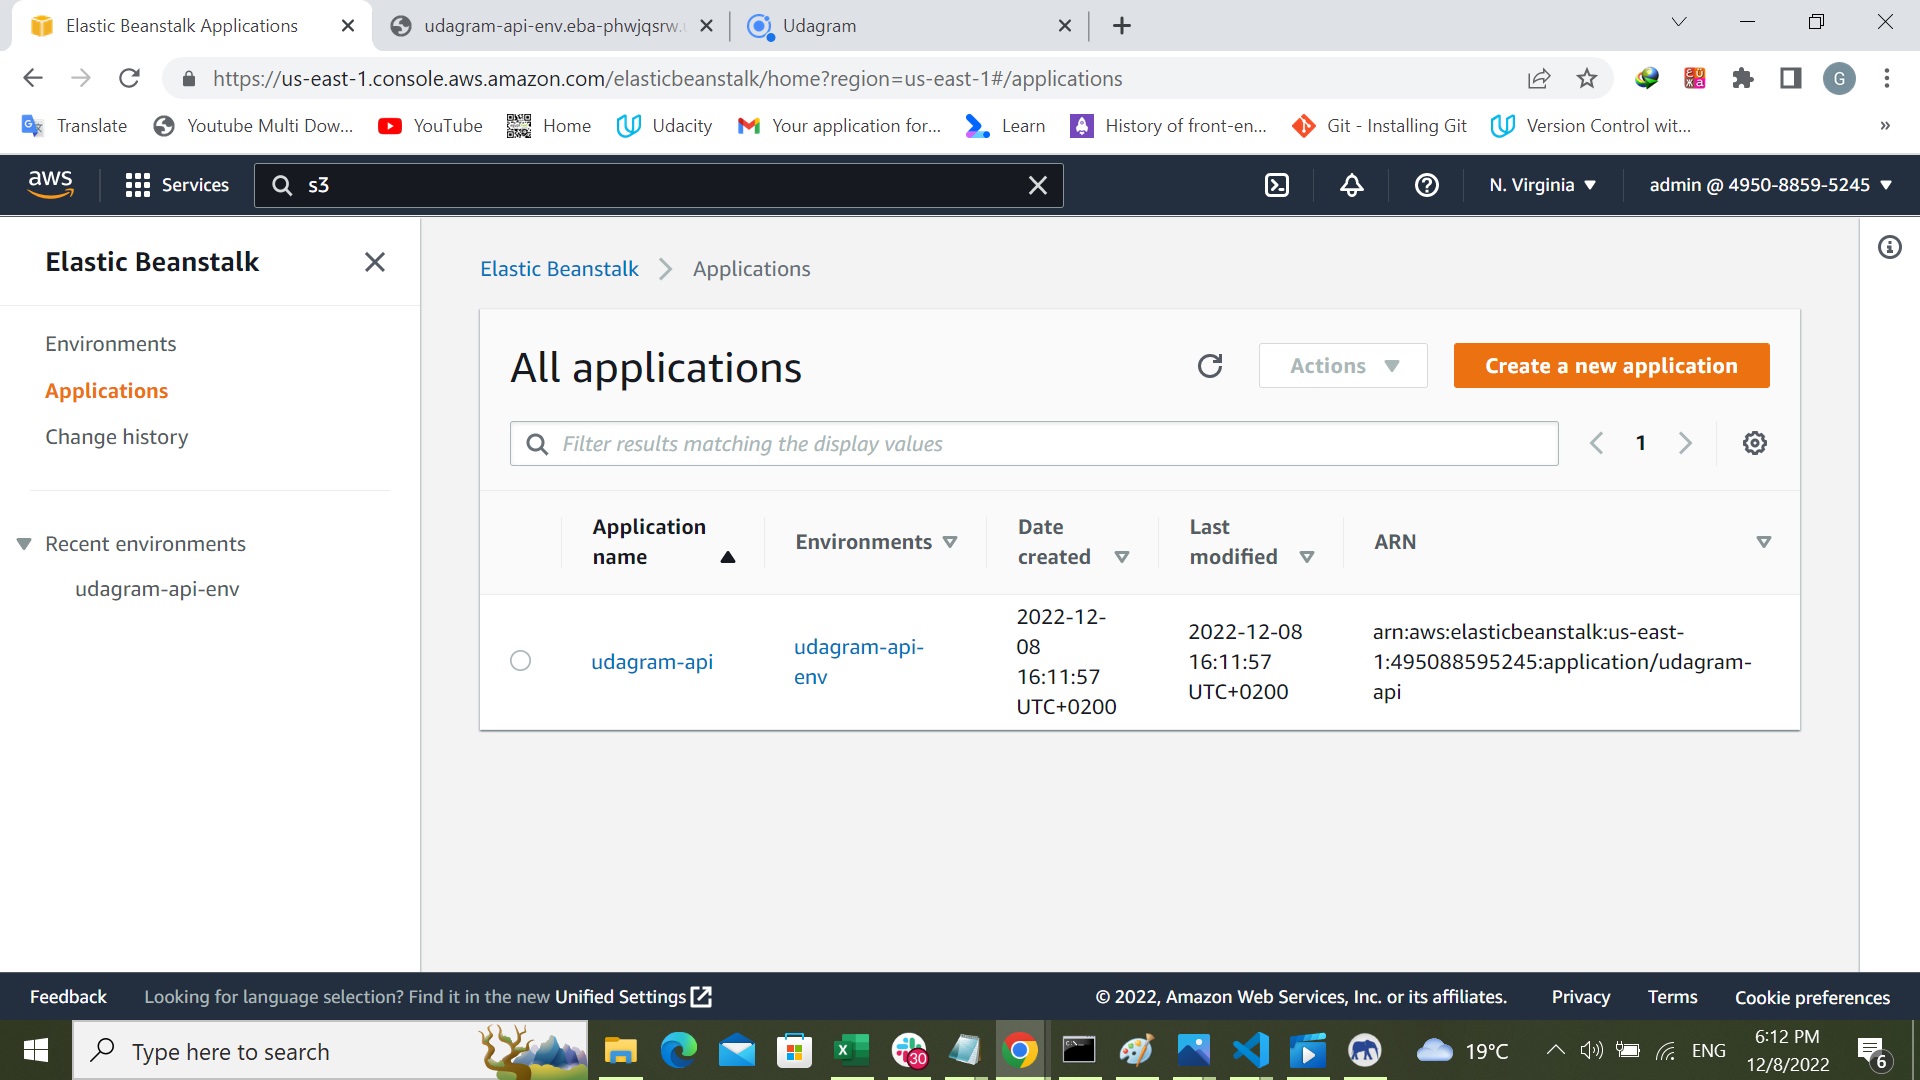 Elastic Beanstalk Applications
udagram-api-env.eba-phwjqsrw.
Udagram
https://us-east-1.console.aws.amazon.com/elasticbeanstalk/home?region=us-east-1#/applications
G
Translate
Youtube Multi Dow...
YouTube
Home
Udacity
Your application for...
Learn
History of front-en...
Git - Installing Git
Version Control wit...
»
aws
Services
s3
N. Virginia
admin @ 4950-8859-5245
Elastic Beanstalk
Environments
Applications
Change history
Recent environments
udagram-api-env
Elastic Beanstalk
Applications
All applications
Actions
Create a new application
Filter results matching the display values
1
Application
name
Environments
Date
created
Last
modified
ARN
udagram-api
udagram-api-
env
2022-12-
08
16:11:57
UTC+0200
2022-12-08
16:11:57
UTC+0200
arn:aws:elasticbeanstalk:us-east-
1:495088595245:application/udagram-
api
Feedback
Looking for language selection? Find it in the new Unified Settings
© 2022, Amazon Web Services, Inc. or its affiliates.
Privacy
Terms
Cookie preferences
Type here to search
30
19°C
ENG
6:12 PM
12/8/2022
6